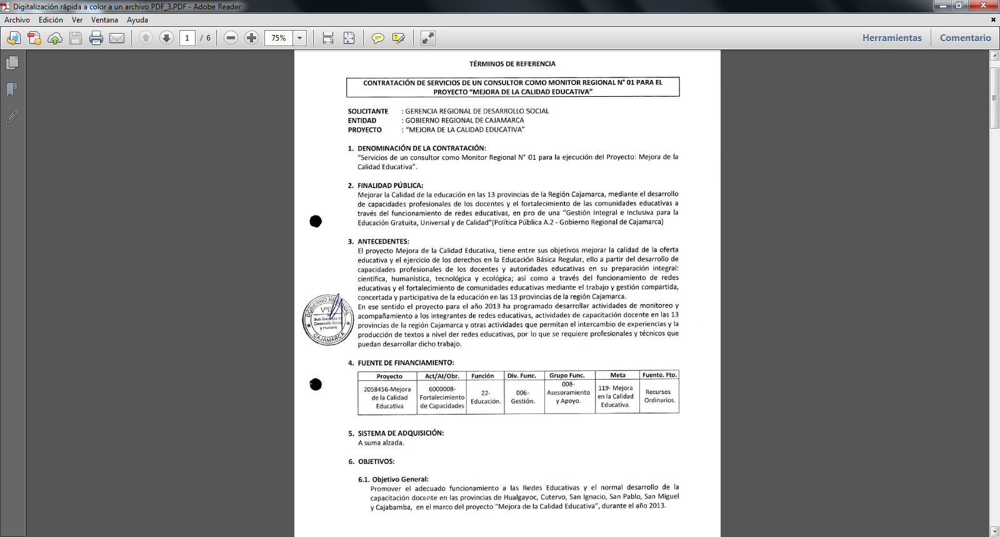 Digitalización rápida a color a un archivo PDF_3.PDF - Adobe Reader
Archivo Edición Ver Ventana Ayuda
1 / 6 75% Herramientas Comentario
TÉRMINOS DE REFERENCIA
CONTRATACIÓN DE SERVICIOS DE UN CONSULTOR COMO MONITOR REGIONAL N° 01 PARA EL
PROYECTO “MEJORA DE LA CALIDAD EDUCATIVA”
SOLICITANTE : GERENCIA REGIONAL DE DESARROLLO SOCIAL
ENTIDAD : GOBIERNO REGIONAL DE CAJAMARCA
PROYECTO : “MEJORA DE LA CALIDAD EDUCATIVA”
1. DENOMINACIÓN DE LA CONTRATACIÓN:
“Servicios de un consultor como Monitor Regional N° 01 para la ejecución del Proyecto: Mejora de la
Calidad Educativa”.
2. FINALIDAD PÚBLICA:
Mejorar la Calidad de la educación en las 13 provincias de la Región Cajamarca, mediante el desarrollo
de capacidades profesionales de los docentes y el fortalecimiento de las comunidades educativas a
través del funcionamiento de redes educativas, en pro de una “Gestión Integral e Inclusiva para la
Educación Gratuita, Universal y de Calidad”(Política Pública A.2 - Gobierno Regional de Cajamarca)
3. ANTECEDENTES:
El proyecto Mejora de la Calidad Educativa, tiene entre sus objetivos mejorar la calidad de la oferta
educativa y el ejercicio de los derechos en la Educación Básica Regular, ello a partir del desarrollo de
capacidades profesionales de los docentes y autoridades educativas en su preparación integral:
científica, humanística, tecnológica y ecológica; así como a través del funcionamiento de redes
educativas y el fortalecimiento de comunidades educativas mediante el trabajo y gestión compartida,
concertada y participativa de la educación en las 13 provincias de la región Cajamarca.
En ese sentido el proyecto para el año 2013 ha programado desarrollar actividades de monitoreo y
acompañamiento a los integrantes de redes educativas, actividades de capacitación docente en las 13
provincias de la región Cajamarca y otras actividades que permitan el intercambio de experiencias y la
producción de textos a nivel der redes educativas, por lo que se requiere profesionales y técnicos que
puedan desarrollar dicho trabajo.
GOBIERNO REGIONAL
V°B°
Sub Gerencia de
Desarrollo Social
y Humano
CAJAMARCA
4. FUENTE DE FINANCIAMIENTO:
Proyecto Act/AI/Obr. Función Div. Func. Grupo Func. Meta Fuente. Fto.
2058456-Mejora de la Calidad Educativa
6000008- Fortalecimiento de Capacidades
22- Educación.
006- Gestión.
008- Asesoramiento y Apoyo.
119- Mejora en la Calidad Educativa.
Recursos Ordinarios.
5. SISTEMA DE ADQUISICIÓN:
A suma alzada.
6. OBJETIVOS:
6.1. Objetivo General:
Promover el adecuado funcionamiento a las Redes Educativas y el normal desarrollo de la
capacitación docente en las provincias de Hualgayoc, Cutervo, San Ignacio, San Pablo, San Miguel
y Cajabamba, en el marco del proyecto “Mejora de la Calidad Educativa”, durante el año 2013.